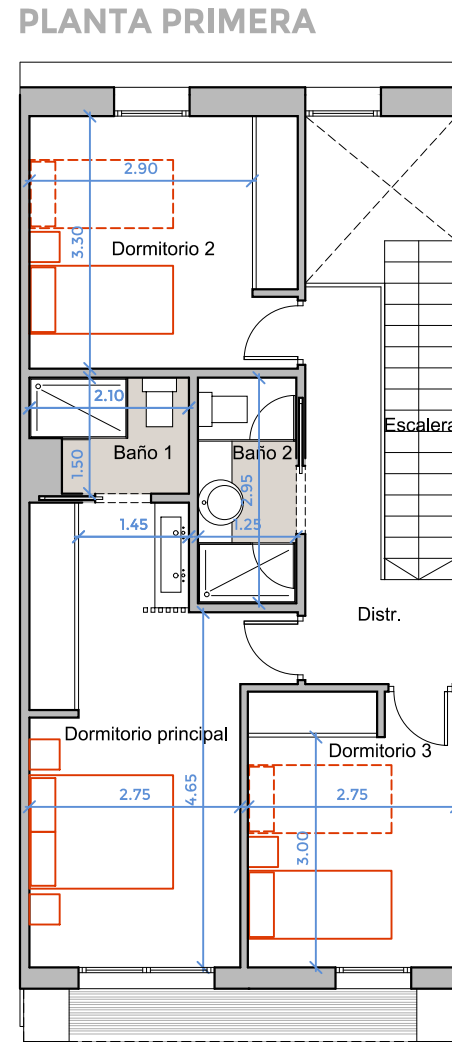 PLANTA PRIMERA
2.90
3.30
Dormitorio 2
2.10
1.50
Baño 1
Baño 2
2.95
Escalera
1.45
1.25
Distr.
Dormitorio principal
Dormitorio 3
2.75
4.65
2.75
3.00